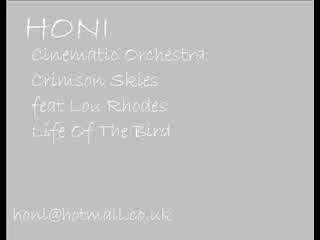 HONI
Cinematic Orchestra
Crimson Skies
feat Lou Rhodes
Life Of The Bird
honi@hotmail.co.uk